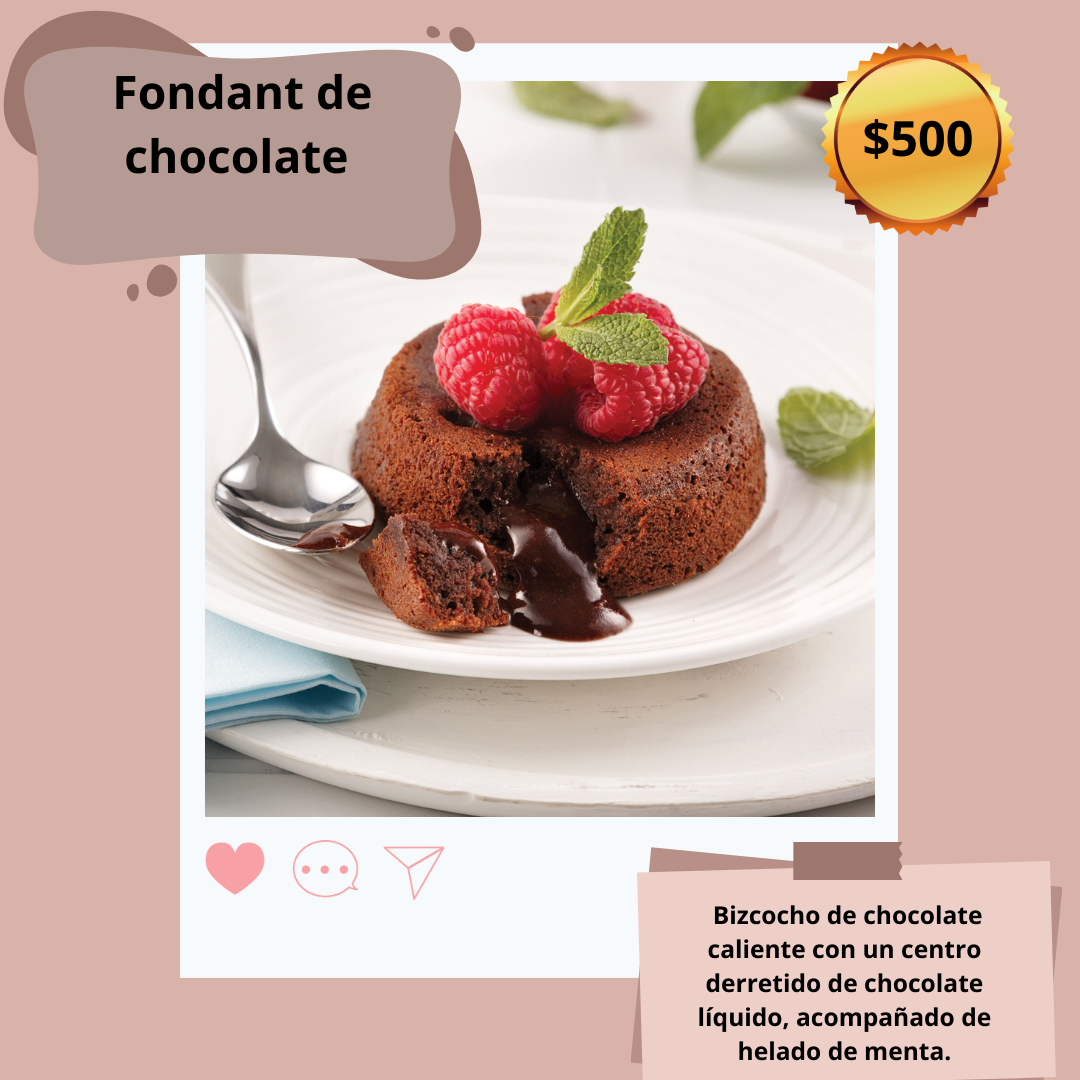 Fondant de
chocolate
$500
Bizcocho de chocolate
caliente con un centro
derretido de chocolate
líquido, acompañado de
helado de menta.